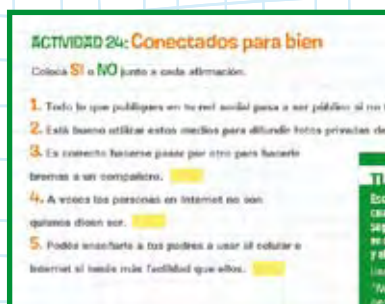 ACTIVIDAD 24: Conectados para bien
Coloca SI o NO junto a cada afirmación.
1. Todo lo que publiques en tu red social pasa a ser público si no
2. Está bueno utilizar estos medios para difundir fotos privadas de
3. Es correcto hacerse pasar por otro para hacerle
bromas a un compañero.
4. A veces las personas en Internet no son
quienes dicen ser.
5. Podés enseñarle a tus padres a usar el celular e
Internet si tenés más facilidad que ellos.